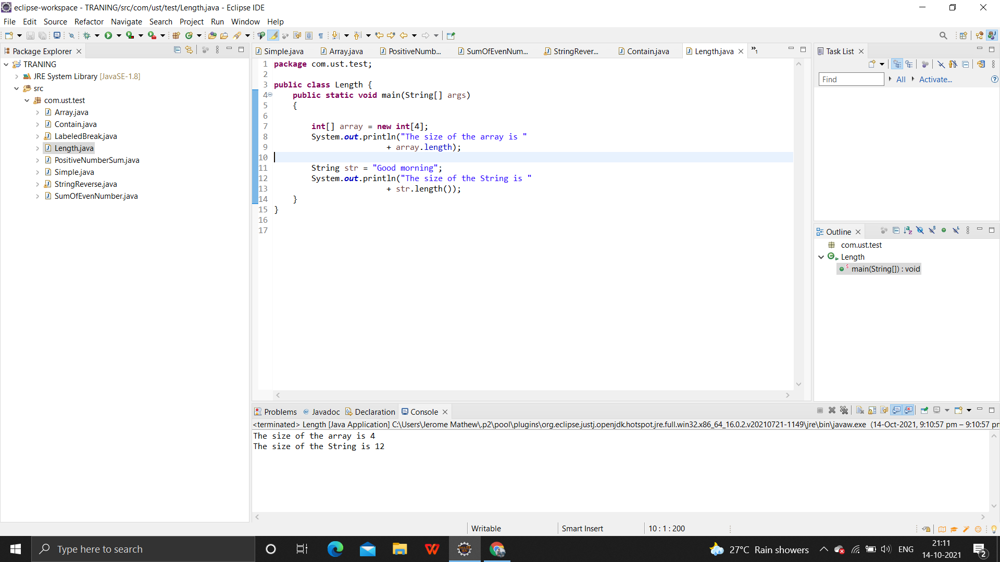 eclipse-workspace - TRANING/src/com/ust/test/Length.java - Eclipse IDE
File Edit Source Refactor Navigate Search Project Run Window Help
Package Explorer
TRANING
JRE System Library [JavaSE-1.8]
src
com.ust.test
Array.java
Contain.java
LabeledBreak.java
Length.java
PositiveNumberSum.java
Simple.java
StringReverse.java
SumOfEvenNumber.java
Simple.java Array.java PositiveNumb... SumOfEvenNum... StringRever... Contain.java Length.java »1
1 package com.ust.test;
2
3 public class Length {
4 public static void main(String[] args)
5 {
6
7 int[] array = new int[4];
8 System.out.println("The size of the array is "
9 + array.length);
10
11 String str = "Good morning";
12 System.out.println("The size of the String is "
13 + str.length());
14 }
15 }
16
17
Task List
Find All Activate...
Outline
com.ust.test
Length
main(String[]) : void
Problems @ Javadoc Declaration Console
<terminated> Length [Java Application] C:\Users\Jerome Mathew\.p2\pool\plugins\org.eclipse.justj.openjdk.hotspot.jre.full.win32.x86_64_16.0.2.v20210721-1149\jre\bin\javaw.exe (14-Oct-2021, 9:10:57 pm – 9:10:57 pr
The size of the array is 4
The size of the String is 12
Writable Smart Insert 10 : 1 : 200
Type here to search
27°C Rain showers ENG
21:11
14-10-2021
2